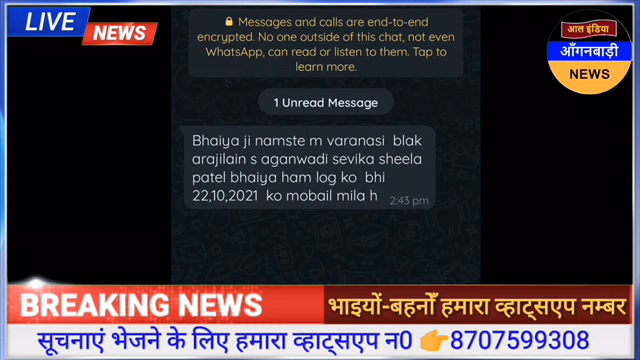 LIVE
NEWS
Messages and calls are end-to-end
encrypted. No one outside of this chat, not even
WhatsApp, can read or listen to them. Tap to
learn more.
आल इंडिया
आँगनबाड़ी
NEWS
1 Unread Message
Bhaiya ji namste m varanasi blak
arajilain s aganwadi sevika sheela
patel bhaiya ham log ko bhi
22,10,2021 ko mobail mila h
2:43 pm
BREAKING NEWS
भाइयों-बहनोँ हमारा व्हाट्सएप नम्बर
सूचनाएं भेजने के लिए हमारा व्हाट्सएप न0 👉8707599308